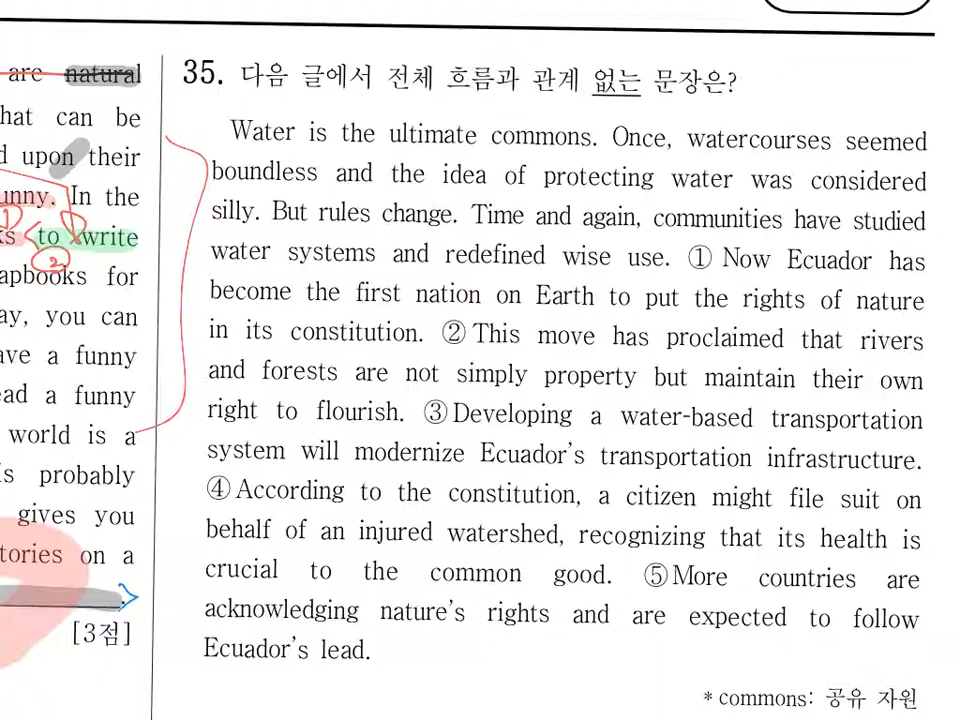 are natural
hat can be
d upon their
unny. In the
①
ks to write
②
apbooks for
ay, you can
ave a funny
ead a funny
world is a
is probably
gives you
tories on a
[3점]
35. 다음 글에서 전체 흐름과 관계 없는 문장은?
Water is the ultimate commons. Once, watercourses seemed
boundless and the idea of protecting water was considered
silly. But rules change. Time and again, communities have studied
water systems and redefined wise use. ① Now Ecuador has
become the first nation on Earth to put the rights of nature
in its constitution. ② This move has proclaimed that rivers
and forests are not simply property but maintain their own
right to flourish. ③ Developing a water-based transportation
system will modernize Ecuador's transportation infrastructure.
④ According to the constitution, a citizen might file suit on
behalf of an injured watershed, recognizing that its health is
crucial to the common good. ⑤ More countries are
acknowledging nature's rights and are expected to follow
Ecuador's lead.
* commons: 공유 자원